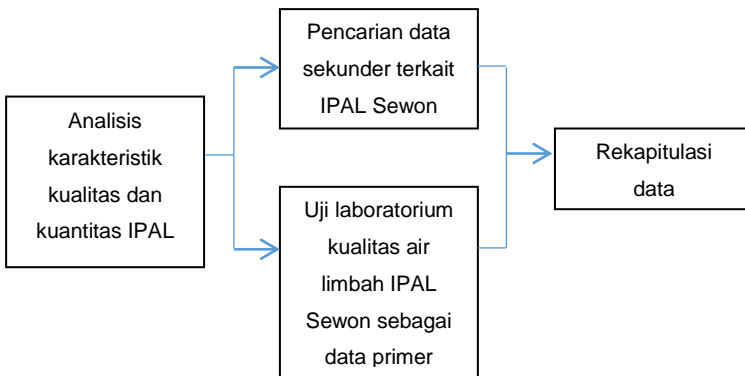 Analisis
karakteristik
kualitas dan
kuantitas IPAL
Pencarian data
sekunder terkait
IPAL Sewon
Uji laboratorium
kualitas air
limbah IPAL
Sewon sebagai
data primer
Rekapitulasi
data